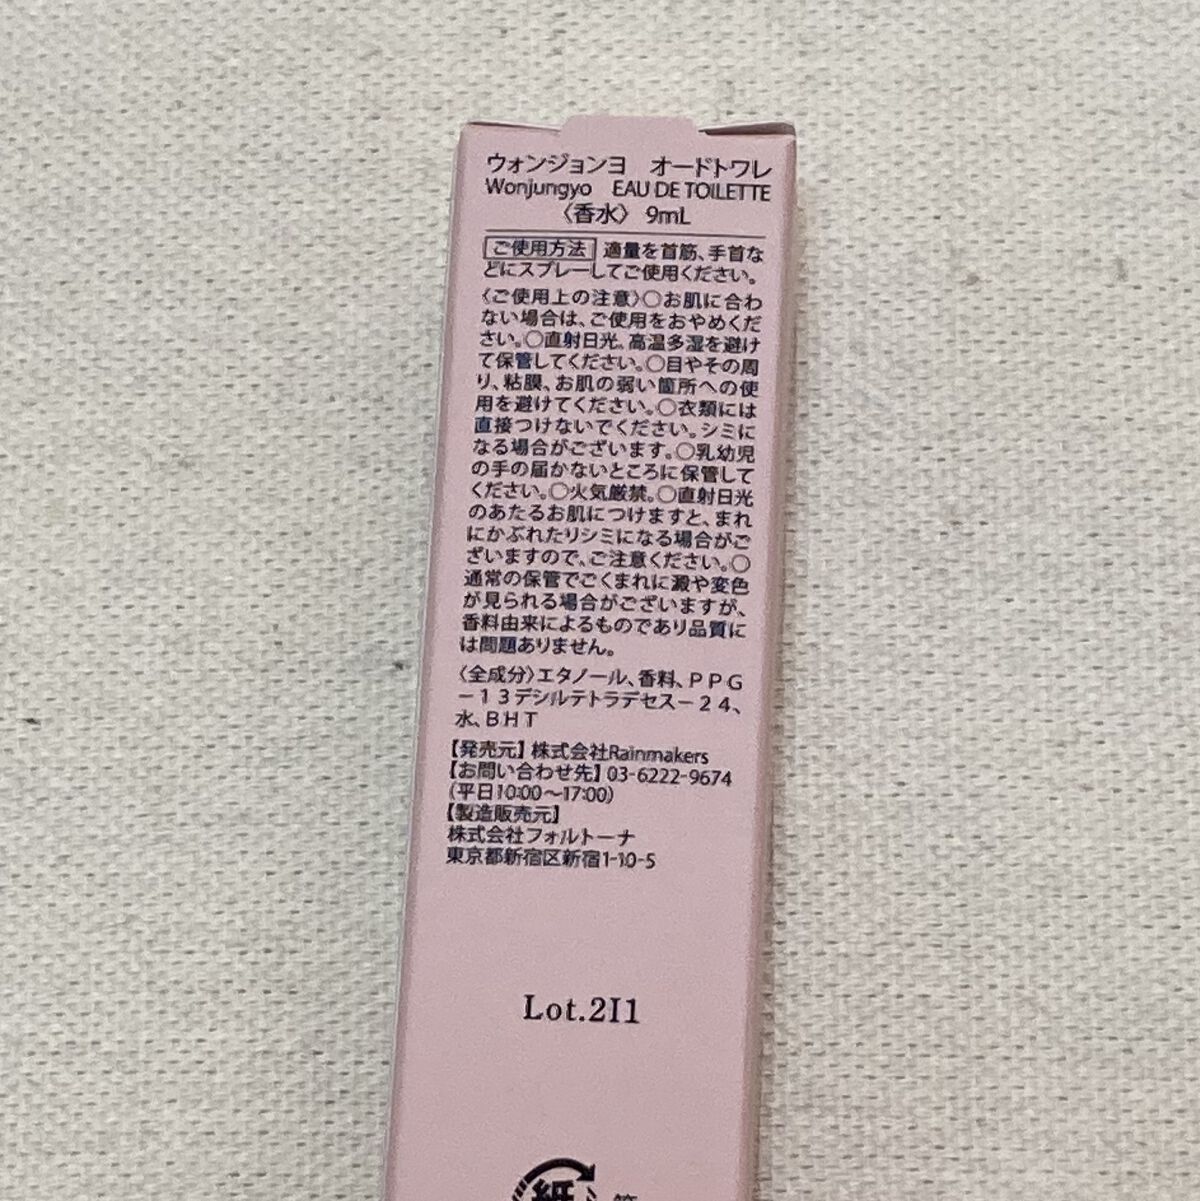 ウォンジョンヨ　オードトワレ
Wonjungyo　EAU DE TOILETTE
〈香水〉 9mL
ご使用方法 適量を首筋、手首な
どにスプレーしてご使用ください。
〈ご使用上の注意〉○お肌に合わ
ない場合は、ご使用をおやめくだ
さい。○直射日光、高温多湿を避け
て保管してください。○目やその周
り、粘膜、お肌の弱い箇所への使
用を避けてください。○衣類には
直接つけないでください。シミに
なる場合がございます。○乳幼児
の手の届かないところに保管して
ください。○火気厳禁。○直射日光
のあたるお肌につけますと、まれ
にかぶれたりシミになる場合がご
ざいますので、ご注意ください。○
通常の保管でごくまれに澱や変色
が見られる場合がございますが、
香料由来によるものであり品質に
は問題ありません。
〈全成分〉エタノール、香料、ＰＰＧ
－１３デシルテトラデセス－２４、
水、ＢＨＴ
【発売元】株式会社Rainmakers
【お問い合わせ先】03-6222-9674
(平日10:00～17:00)
【製造販売元】
株式会社フォルトーナ
東京都新宿区新宿1-10-5
Lot.2I1
紙